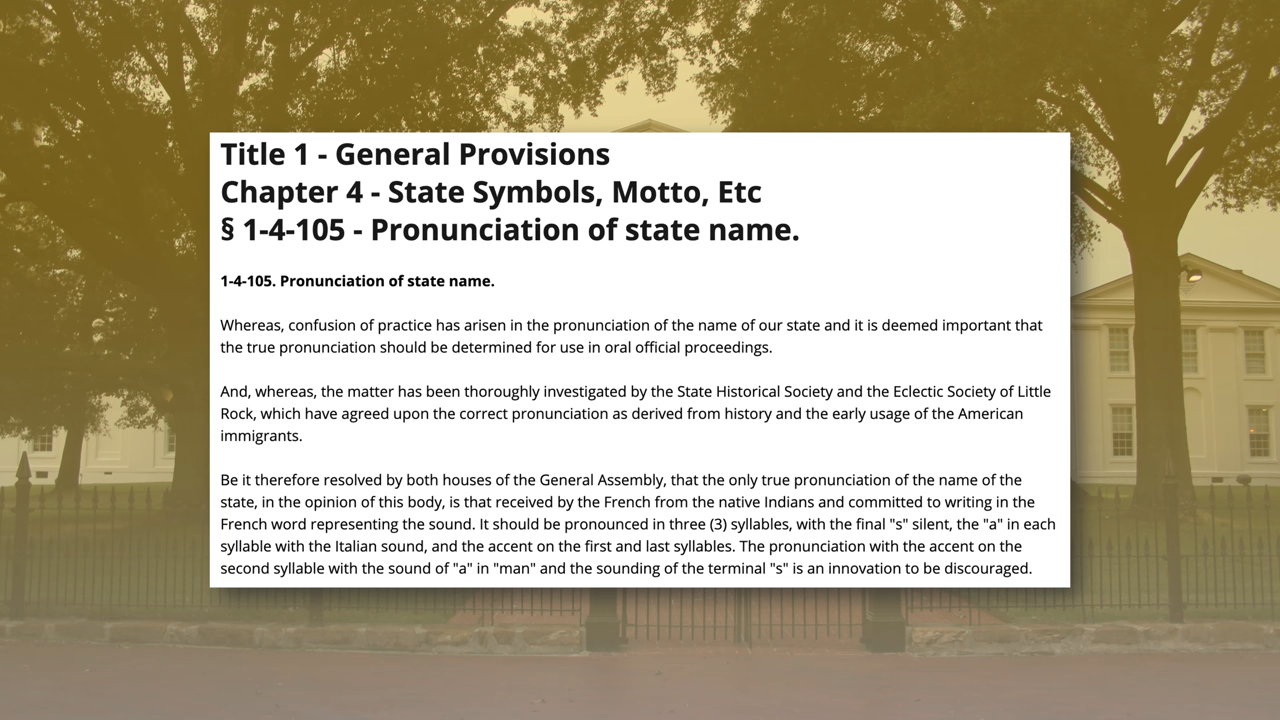 Title 1 - General Provisions
Chapter 4 - State Symbols, Motto, Etc
§ 1-4-105 - Pronunciation of state name.
1-4-105. Pronunciation of state name.
Whereas, confusion of practice has arisen in the pronunciation of the name of our state and it is deemed important that
the true pronunciation should be determined for use in oral official proceedings.
And, whereas, the matter has been thoroughly investigated by the State Historical Society and the Eclectic Society of Little
Rock, which have agreed upon the correct pronunciation as derived from history and the early usage of the American
immigrants.
Be it therefore resolved by both houses of the General Assembly, that the only true pronunciation of the name of the
state, in the opinion of this body, is that received by the French from the native Indians and committed to writing in the
French word representing the sound. It should be pronounced in three (3) syllables, with the final "s" silent, the "a" in each
syllable with the Italian sound, and the accent on the first and last syllables. The pronunciation with the accent on the
second syllable with the sound of "a" in "man" and the sounding of the terminal "s" is an innovation to be discouraged.